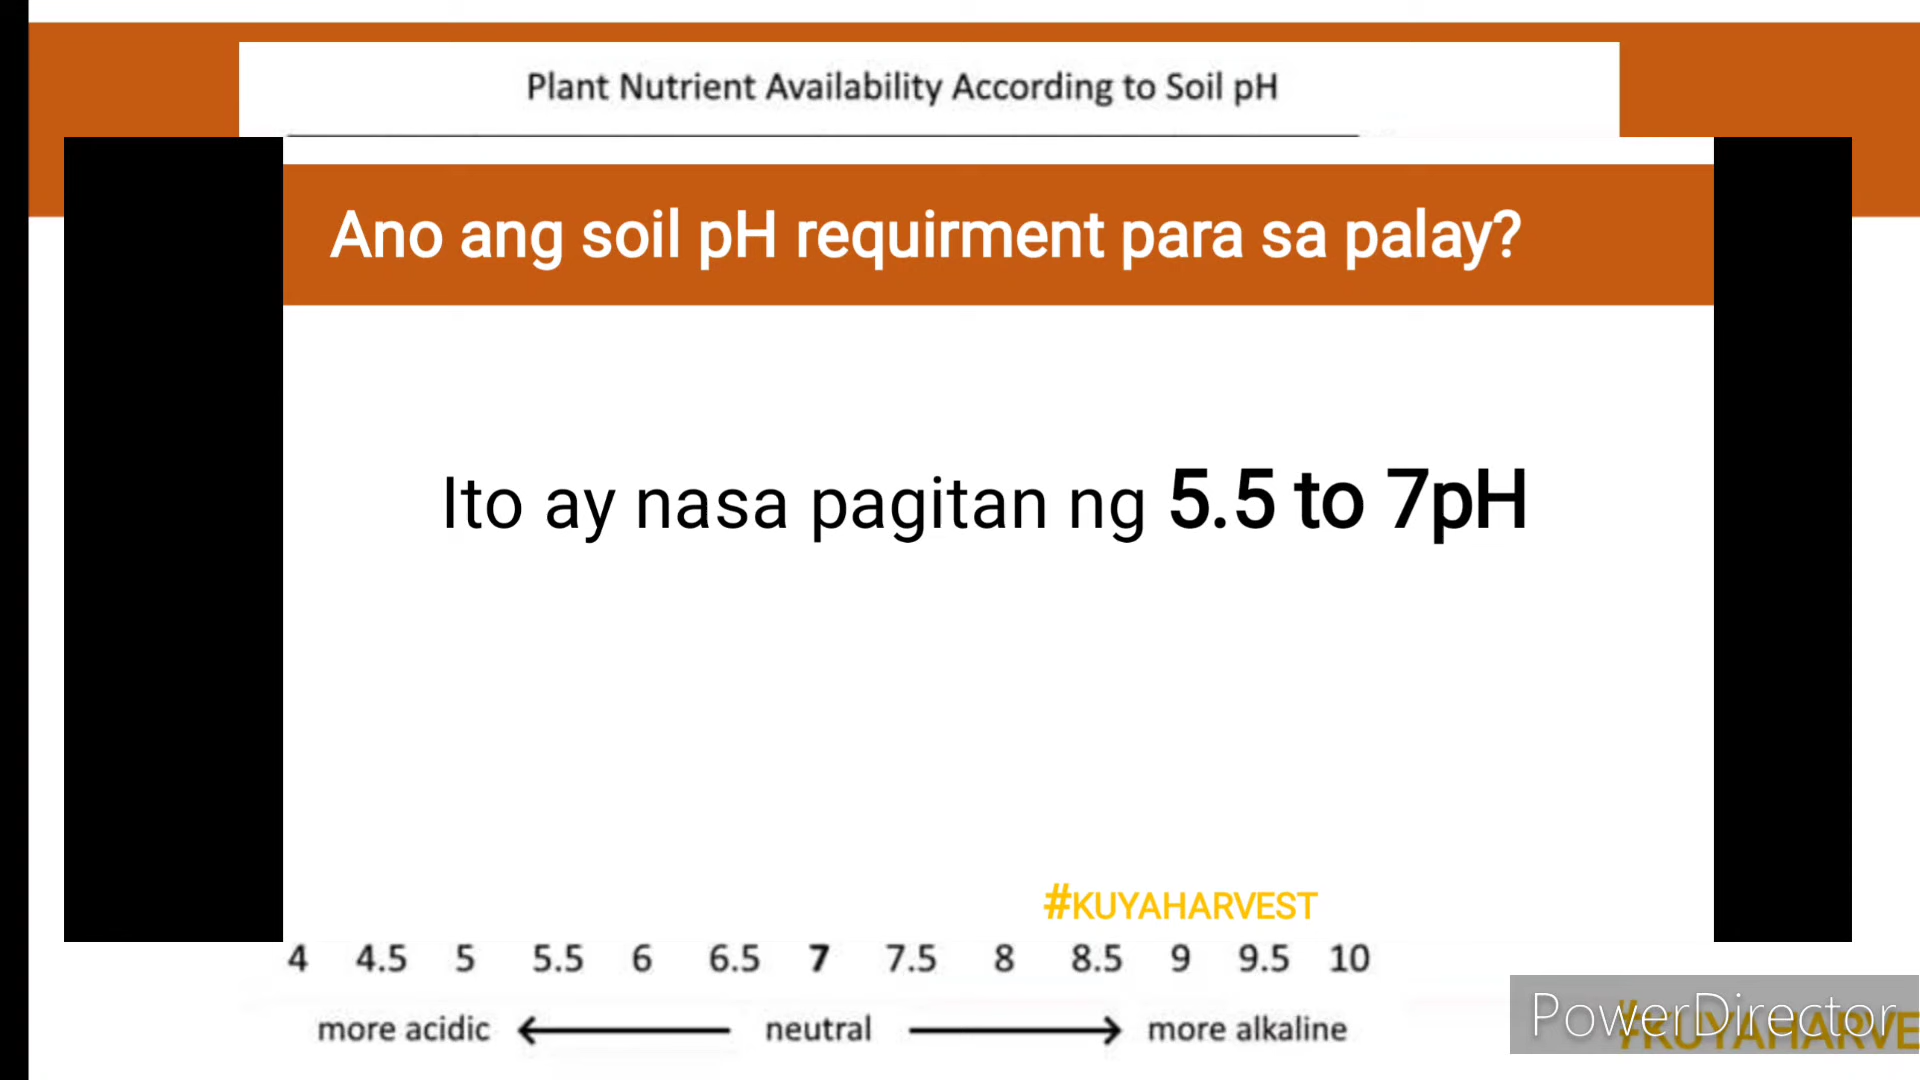 Plant Nutrient Availability According to Soil pH
Ano ang soil pH requirment para sa palay?
Ito ay nasa pagitan ng 5.5 to 7pH
#KUYAHARVEST
4 4.5 5 5.5 6 6.5 7 7.5 8 8.5 9 9.5 10
more acidic neutral more alkaline
PowerDirector
#KUYAHARVE